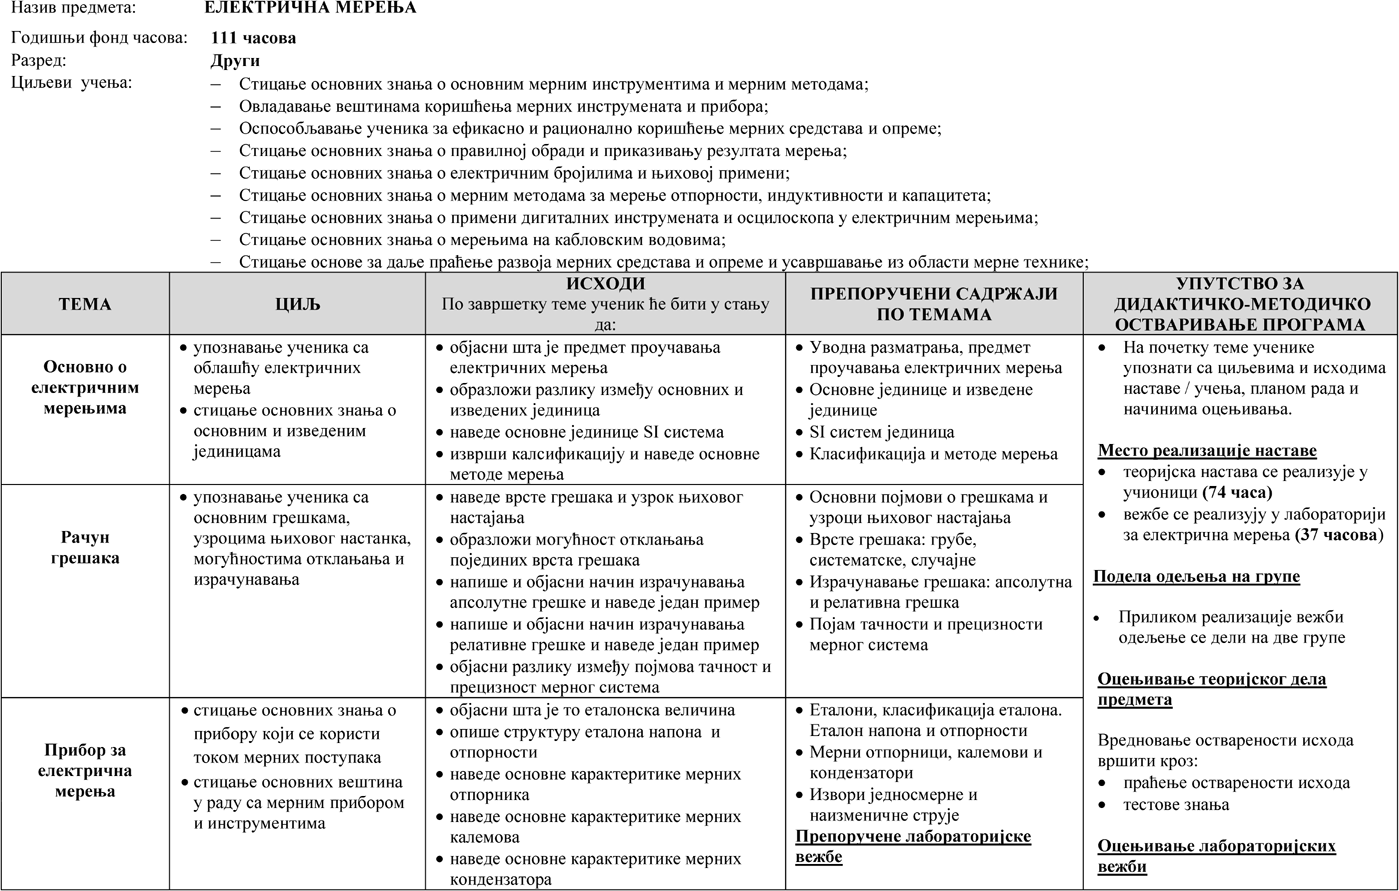 Назив предмета: ЕЛЕКТРИЧНА МЕРЕЊА
Годишњи фонд часова: 111 часова
Разред: Други
Циљеви учења: – Стицање основних знања о основним мерним инструментима и мерним методама;
– Овладавање вештинама коришћења мерних инструмената и прибора;
– Оспособљавање ученика за ефикасно и рационално коришћење мерних средстава и опреме;
– Стицање основних знања о правилној обради и приказивању резултата мерења;
– Стицање основних знања о електричним бројилима и њиховој примени;
– Стицање основних знања о мерним методама за мерење отпорности, индуктивности и капацитета;
– Стицање основних знања о примени дигиталних инструмената и осцилоскопа у електричним мерењима;
– Стицање основних знања о мерењима на кабловским водовима;
– Стицање основе за даље праћење развоја мерних средстава и опреме и усавршавање из области мерне технике;
ТЕМА
ЦИЉ
ИСХОДИ
По завршетку теме ученик ће бити у стању
да:
ПРЕПОРУЧЕНИ САДРЖАЈИ
ПО ТЕМАМА
УПУТСТВО ЗА
ДИДАКТИЧКО-МЕТОДИЧКО
ОСТВАРИВАЊЕ ПРОГРАМА
Основно о
електричним
мерењима
• упознавање ученика са
облашћу електричних
мерења
• стицање основних знања о
основним и изведеним
јединицама
• објасни шта је предмет проучавања
електричних мерења
• образложи разлику између основних и
изведених јединица
• наведе основне јединице SI система
• изврши калсификацију и наведе основне
методе мерења
• Уводна разматрања, предмет
проучавања електричних мерења
• Основне јединице и изведене
јединице
• SI систем јединица
• Класификација и методе мерења
Рачун
грешака
• упознавање ученика са
основним грешкама,
узроцима њиховог настанка,
могућностима отклањања и
израчунавања
• наведе врсте грешака и узрок њиховог
настајања
• образложи могућност отклањања
појединих врста грешака
• напише и објасни начин израчунавања
апсолутне грешке и наведе један пример
• напише и објасни начин израчунавања
релативне грешке и наведе један пример
• објасни разлику између појмова тачност и
прецизност мерног система
• Основни појмови о грешкама и
узроци њиховог настајања
• Врсте грешака: грубе,
систематске, случајне
• Израчунавање грешака: апсолутна
и релативна грешка
• Појам тачности и прецизности
мерног система
Прибор за
електрична
мерења
• стицање основних знања о
прибору који се користи
током мерних поступака
• стицање основних вештина
у раду са мерним прибором
и инструментима
• објасни шта је то еталонска величина
• опише структуру еталона напона и
отпорности
• наведе основне карактеритике мерних
отпорника
• наведе основне карактеритике мерних
калемова
• наведе основне карактеритике мерних
кондензатора
• Еталони, класификација еталона.
Еталон напона и отпорности
• Мерни отпорници, калемови и
кондензатори
• Извори једносмерне и
наизменичне струје
Препоручене лабораторијске
вежбе
• На почетку теме ученике
упознати са циљевима и исходима
наставе / учења, планом рада и
начинима оцењивања.
Место реализације наставе
• теоријска настава се реализује у
учионици (74 часа)
• вежбе се реализују у лабораторији
за електрична мерења (37 часова)
Подела одељења на групе
• Приликом реализације вежби
одељење се дели на две групе
Оцењивање теоријског дела
предмета
Вредновање остварености исхода
вршити кроз:
• праћење остварености исхода
• тестове знања
Оцењивање лабораторијских
вежби